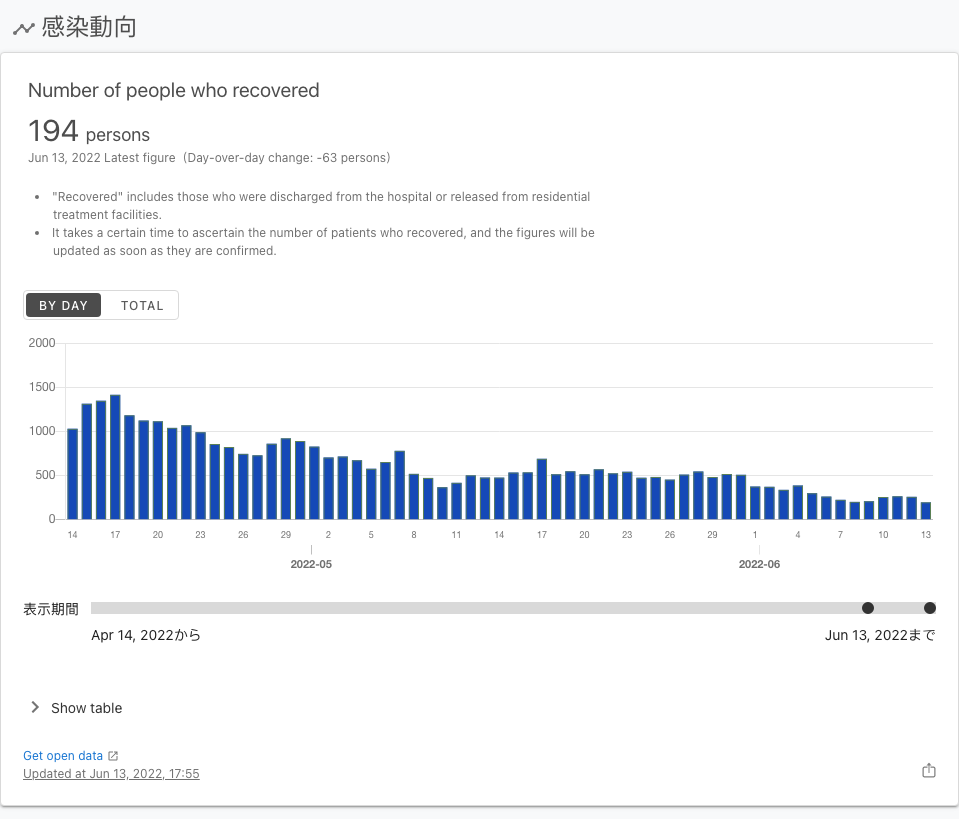 感染動向
Number of people who recovered
194 persons
Jun 13, 2022 Latest figure (Day-over-day change: -63 persons)
"Recovered" includes those who were discharged from the hospital or released from residential
treatment facilities.
It takes a certain time to ascertain the number of patients who recovered, and the figures will be
updated as soon as they are confirmed.
BY DAY TOTAL
2000
1500
1000
500
0
14 17 20 23 26 29 2 5 8 11 14 17 20 23 26 29 1 4 7 10 13
2022-05 2022-06
表示期間
Apr 14, 2022から Jun 13, 2022まで
Show table
Get open data
Updated at Jun 13, 2022, 17:55